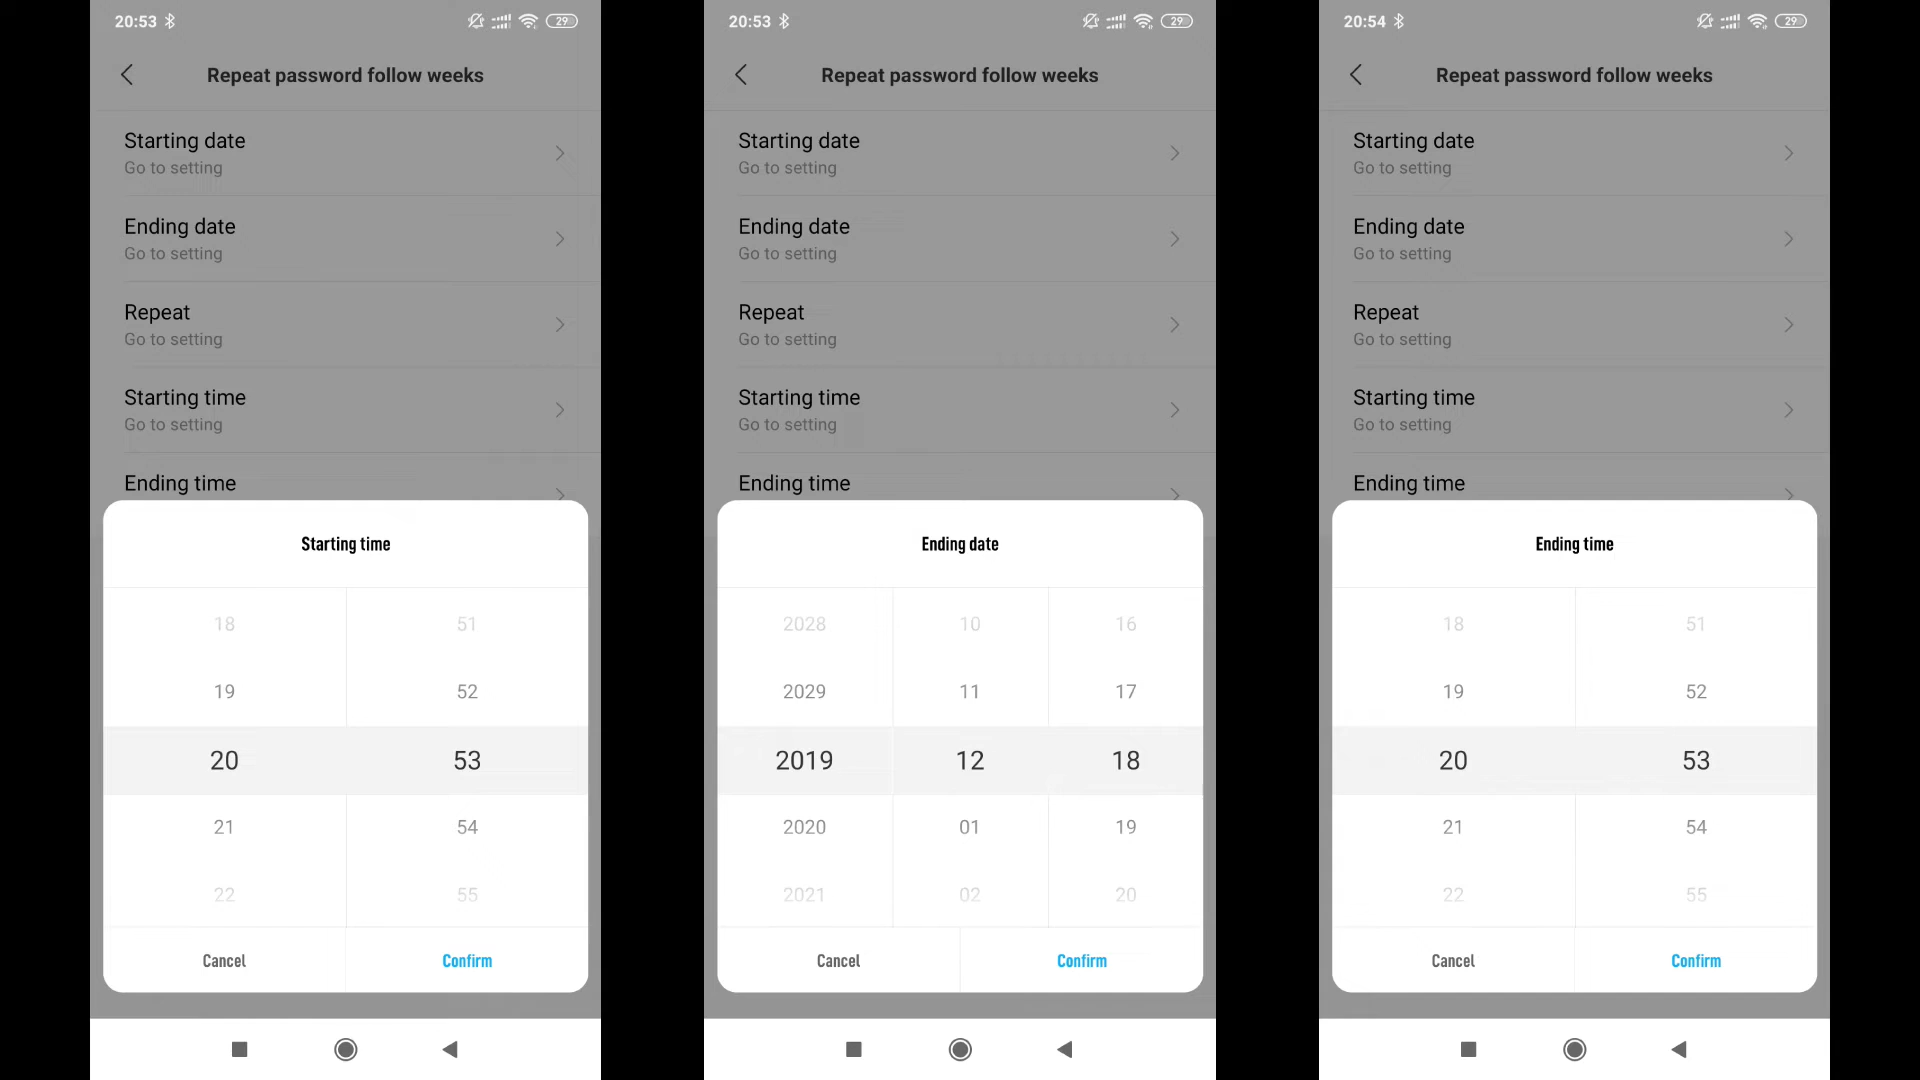 20:53
29
Repeat password follow weeks
Starting date
Go to setting
Ending date
Go to setting
Repeat
Go to setting
Starting time
Go to setting
Ending time
Starting time
18 51
19 52
20 53
21 54
22 55
Cancel Confirm
20:53
29
Repeat password follow weeks
Starting date
Go to setting
Ending date
Go to setting
Repeat
Go to setting
Starting time
Go to setting
Ending time
Ending date
2028 10 16
2029 11 17
2019 12 18
2020 01 19
2021 02 20
Cancel Confirm
20:54
29
Repeat password follow weeks
Starting date
Go to setting
Ending date
Go to setting
Repeat
Go to setting
Starting time
Go to setting
Ending time
Ending time
18 51
19 52
20 53
21 54
22 55
Cancel Confirm